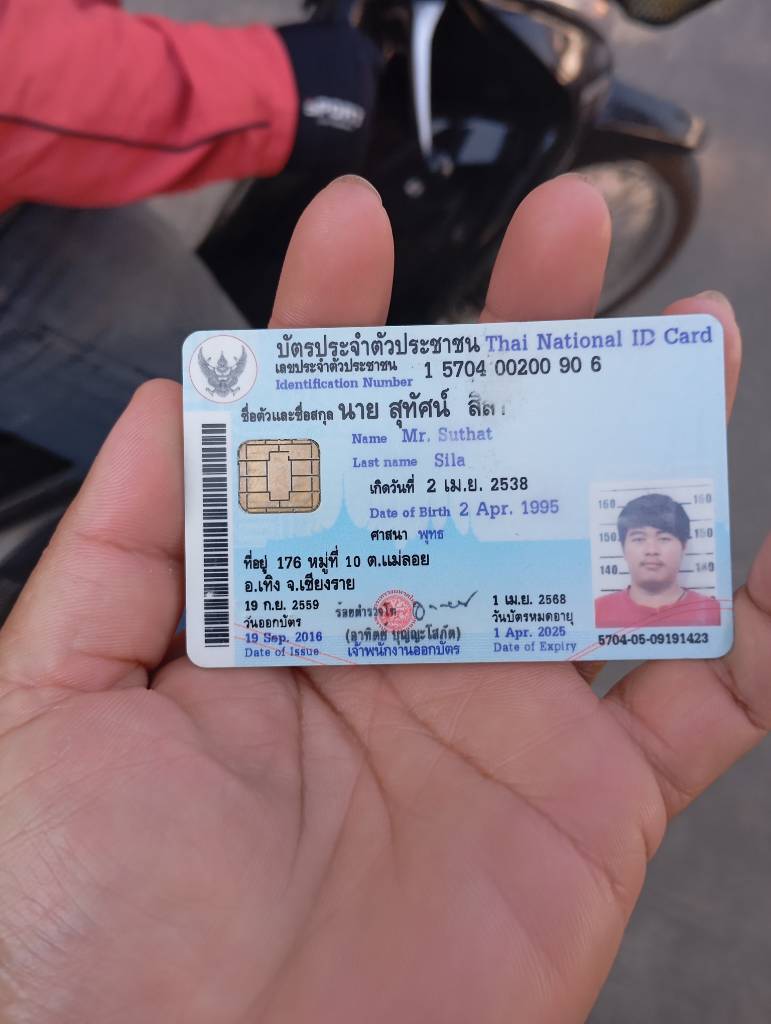 บัตรประจำตัวประชาชน Thai National ID Card
เลขประจำตัวประชาชน 1 5704 00200 90 6
Identification Number
ชื่อตัวและชื่อสกุล นาย สุทัศน์
Name Mr. Suthat
Last name Sila
เกิดวันที่ 2 เม.ย. 2538
Date of Birth 2 Apr. 1995
ศาสนา พุทธ
ที่อยู่ 176 หมู่ที่ 10 ต.แม่ลอย
อ.เทิง จ.เชียงราย
19 ก.ย. 2559
วันออกบัตร
19 Sep. 2016
Date of Issue
ร้อยตำรวจโท
(อาทิตย์ บุญญะโสภัต)
เจ้าพนักงานออกบัตร
1 เม.ย. 2568
วันบัตรหมดอายุ
1 Apr. 2025
Date of Expiry
160 160
150 150
140 140
5704-05-09191423